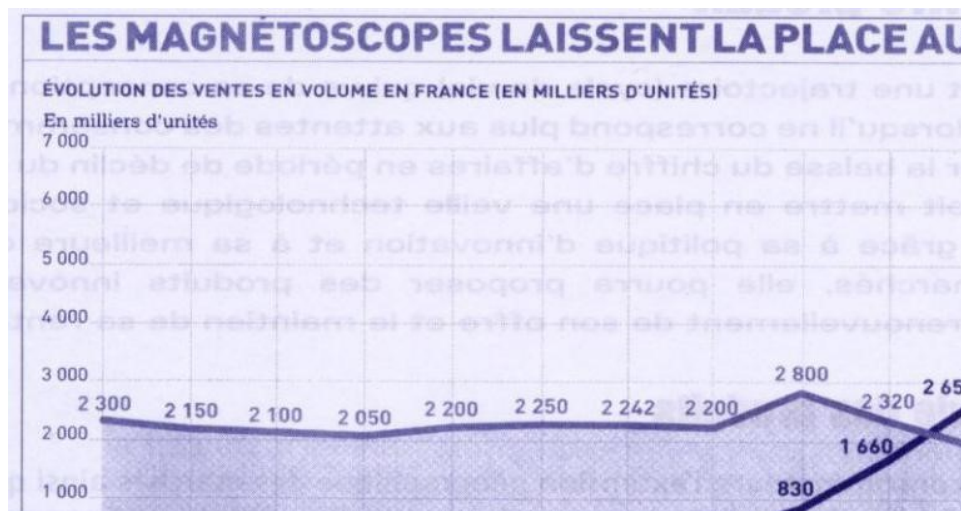 LES MAGNÉTOSCOPES LAISSENT LA PLACE AU
ÉVOLUTION DES VENTES EN VOLUME EN FRANCE (EN MILLIERS D'UNITÉS)
En milliers d'unités
7 000
6 000
5 000
4 000
3 000
2 800
2 65
2 300 2 150 2 100 2 050 2 200 2 250 2 242 2 200 2 320
2 000
1 660
830
1 000